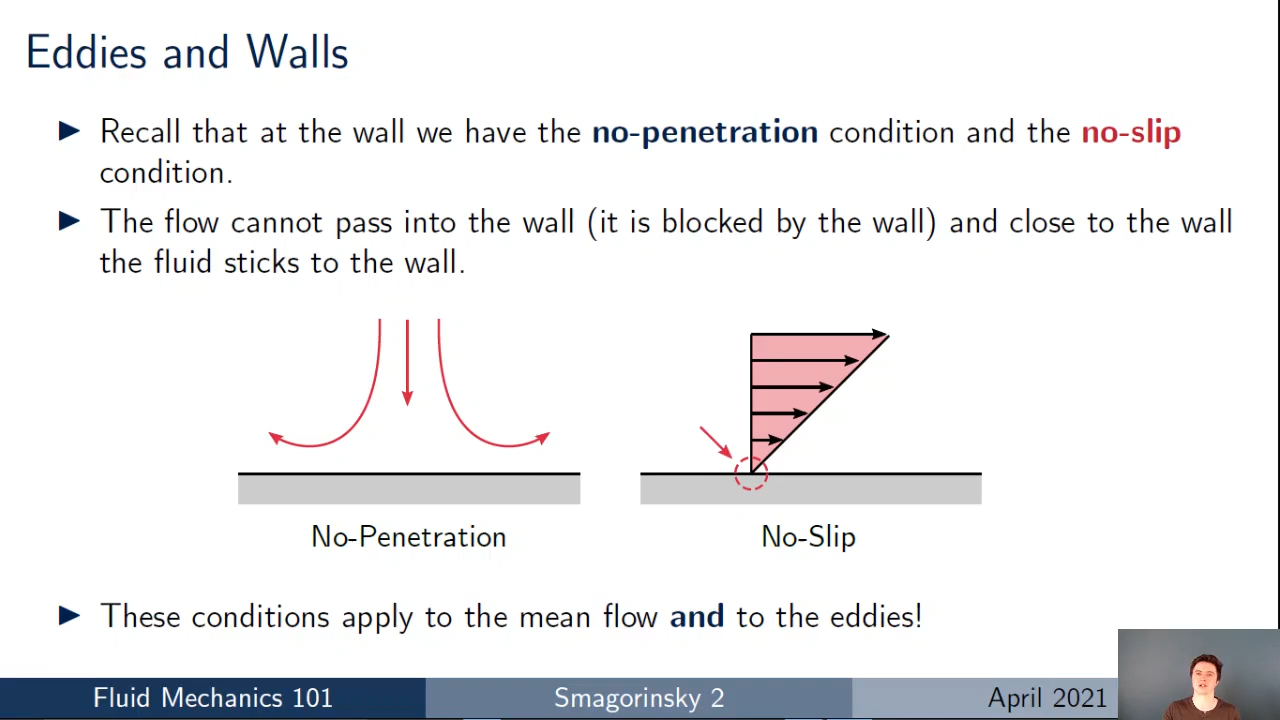 Eddies and Walls
Recall that at the wall we have the no-penetration condition and the no-slip
condition.
The flow cannot pass into the wall (it is blocked by the wall) and close to the wall
the fluid sticks to the wall.
No-Penetration
No-Slip
These conditions apply to the mean flow and to the eddies!
Fluid Mechanics 101
Smagorinsky 2
April 2021